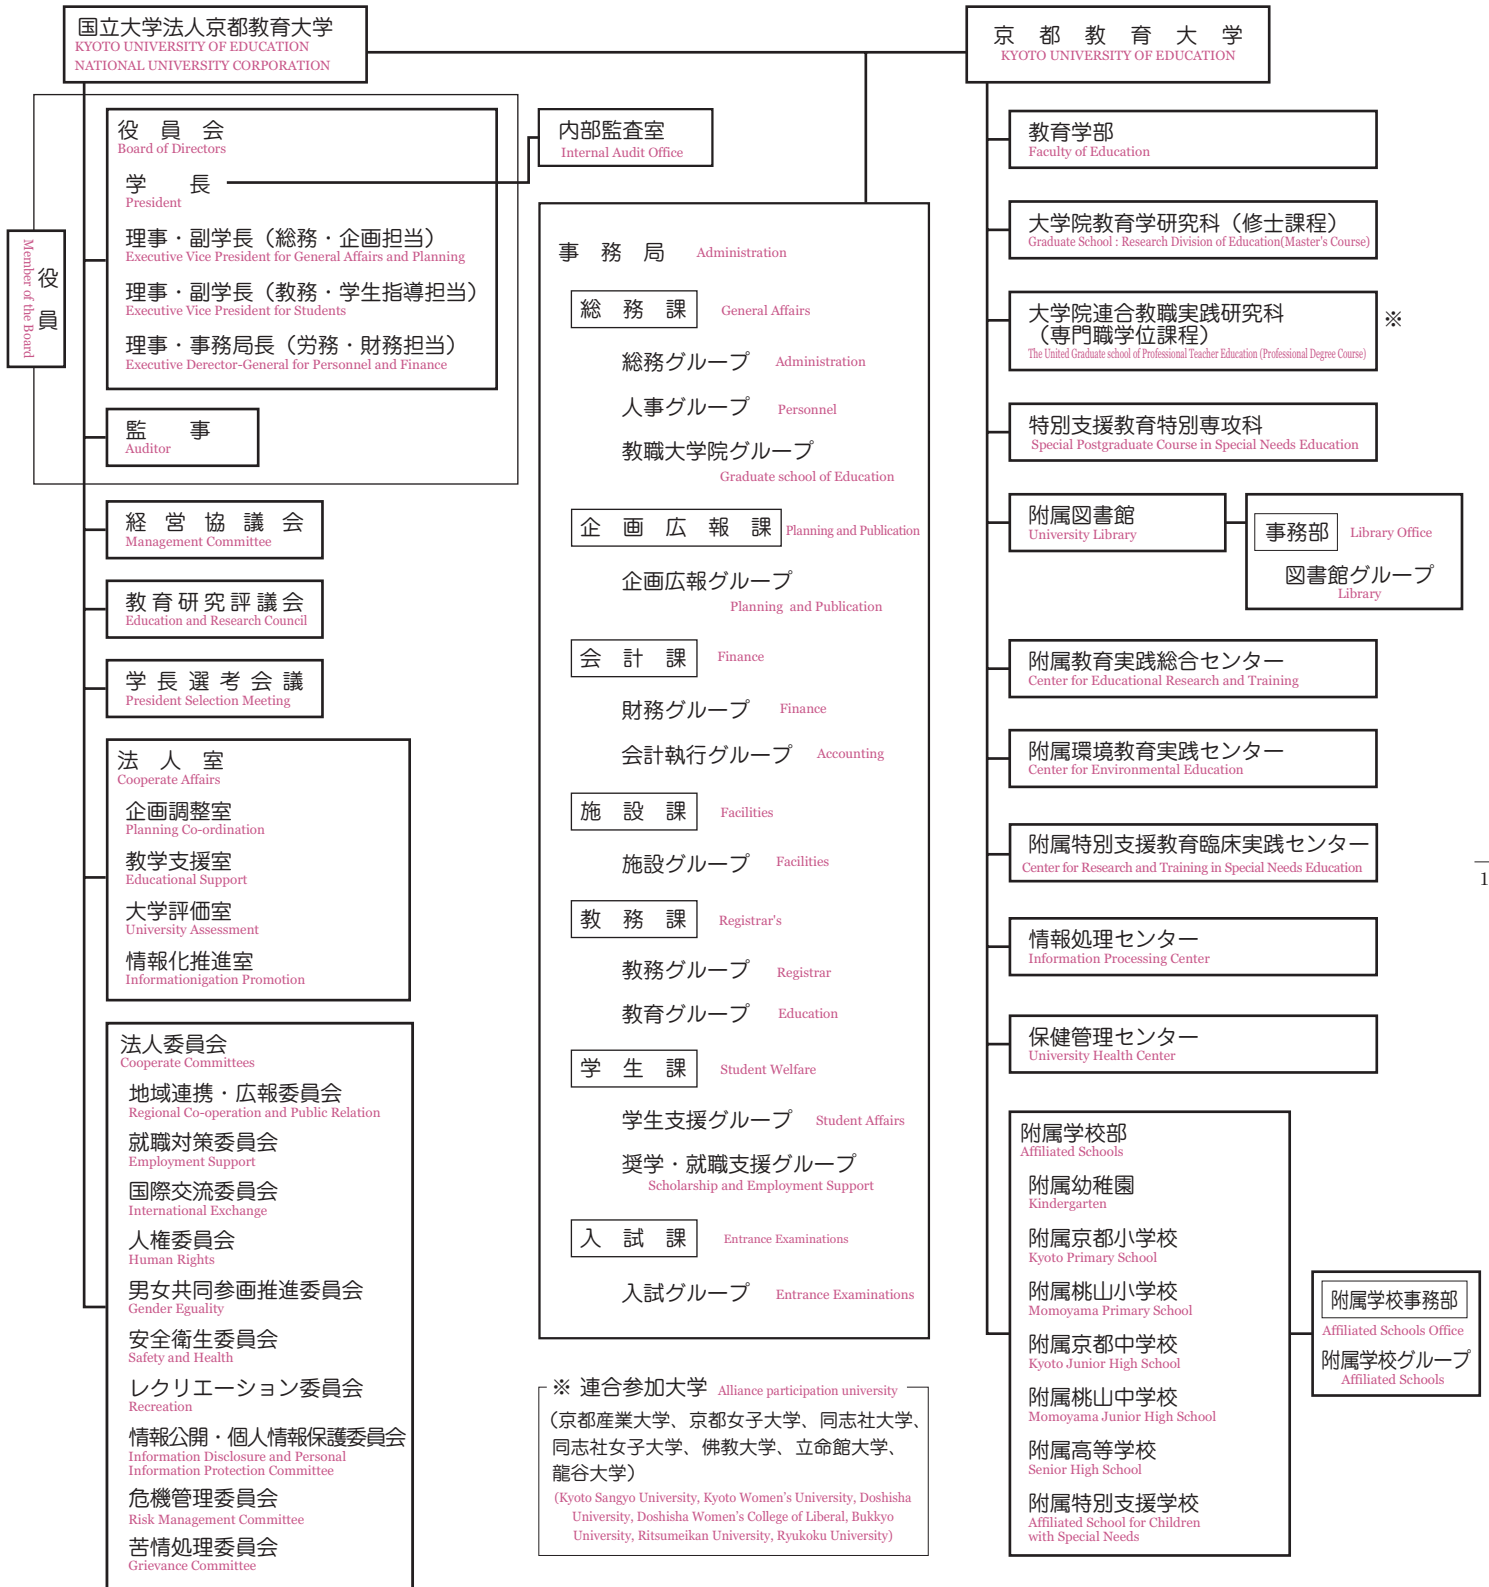 国立大学法人京都教育大学
KYOTO UNIVERSITY OF EDUCATION
NATIONAL UNIVERSITY CORPORATION
京都教育大学
KYOTO UNIVERSITY OF EDUCATION
役員
Member of the Board
役員会
Board of Directors
学長
President
理事・副学長（総務・企画担当）
Executive Vice President for General Affairs and Planning
理事・副学長（教務・学生指導担当）
Executive Vice President for Students
理事・事務局長（労務・財務担当）
Executive Derector-General for Personnel and Finance
監事
Auditor
経営協議会
Management Committee
教育研究評議会
Education and Research Council
学長選考会議
President Selection Meeting
法人室
Cooperate Affairs
企画調整室
Planning Co-ordination
教学支援室
Educational Support
大学評価室
University Assessment
情報化推進室
Informationigation Promotion
法人委員会
Cooperate Committees
地域連携・広報委員会
Regional Co-operation and Public Relation
就職対策委員会
Employment Support
国際交流委員会
International Exchange
人権委員会
Human Rights
男女共同参画推進委員会
Gender Eguality
安全衛生委員会
Safety and Health
レクリエーション委員会
Recreation
情報公開・個人情報保護委員会
Information Disclosure and Personal
Information Protection Committee
危機管理委員会
Risk Management Committee
苦情処理委員会
Grievance Committee
内部監査室
Internal Audit Office
事務局 Administration
総務課 General Affairs
総務グループ Administration
人事グループ Personnel
教職大学院グループ
Graduate school of Education
企画広報課 Planning and Publication
企画広報グループ
Planning and Publication
会計課 Finance
財務グループ Finance
会計執行グループ Accounting
施設課 Facilities
施設グループ Facilities
教務課 Registrar's
教務グループ Registrar
教育グループ Education
学生課 Student Welfare
学生支援グループ Student Affairs
奨学・就職支援グループ
Scholarship and Employment Support
入試課 Entrance Examinations
入試グループ Entrance Examinations
※ 連合参加大学 Alliance participation university
（京都産業大学、京都女子大学、同志社大学、
同志社女子大学、佛教大学、立命館大学、
龍谷大学）
(Kyoto Sangyo University, Kyoto Women's University, Doshisha
University, Doshisha Women's College of Liberal, Bukkyo
University, Ritsumeikan University, Ryukoku University)
教育学部
Faculty of Education
大学院教育学研究科（修士課程）
Graduate School : Research Division of Education(Master's Course)
大学院連合教職実践研究科 ※
（専門職学位課程）
The United Graduate school of Professional Teacher Education (Professional Degree Course)
特別支援教育特別専攻科
Special Postgraduate Course in Special Needs Education
附属図書館
University Library
事務部 Library Office
図書館グループ
Library
附属教育実践総合センター
Center for Educational Research and Training
附属環境教育実践センター
Center for Environmental Education
附属特別支援教育臨床実践センター
Center for Research and Training in Special Needs Education
情報処理センター
Information Processing Center
保健管理センター
University Health Center
附属学校部
Affiliated Schools
附属幼稚園
Kindergarten
附属京都小学校
Kyoto Primary School
附属桃山小学校
Momoyama Primary School
附属京都中学校
Kyoto Junior High School
附属桃山中学校
Momoyama Junior High School
附属高等学校
Senior High School
附属特別支援学校
Affiliated School for Children
with Special Needs
附属学校事務部
Affiliated Schools Office
附属学校グループ
Affiliated Schools
1